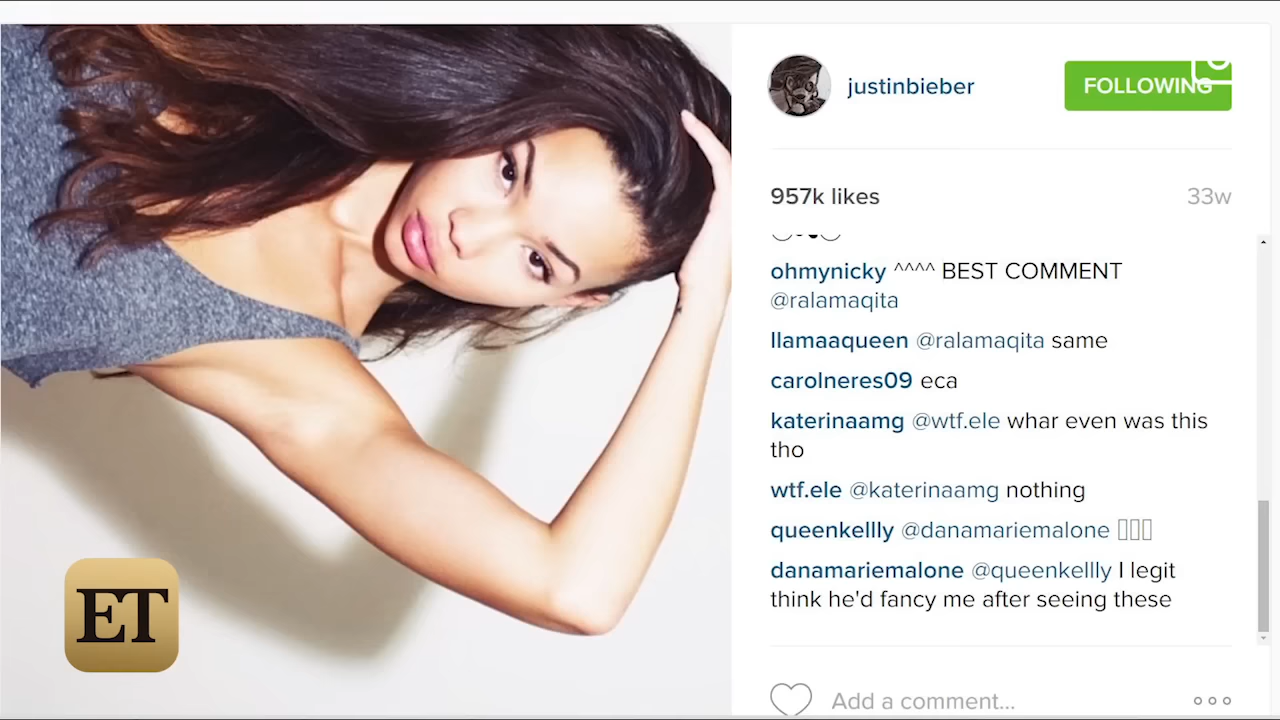 justinbieber
FOLLOWING
957k likes
33w
ohmynicky ^^^^ BEST COMMENT
@ralamaqita
llamaaqueen @ralamaqita same
carolneres09 eca
katerinaamg @wtf.ele whar even was this
tho
wtf.ele @katerinaamg nothing
queenkellly @danamariemalone
danamariemalone @queenkellly I legit
think he'd fancy me after seeing these
Add a comment...
ET